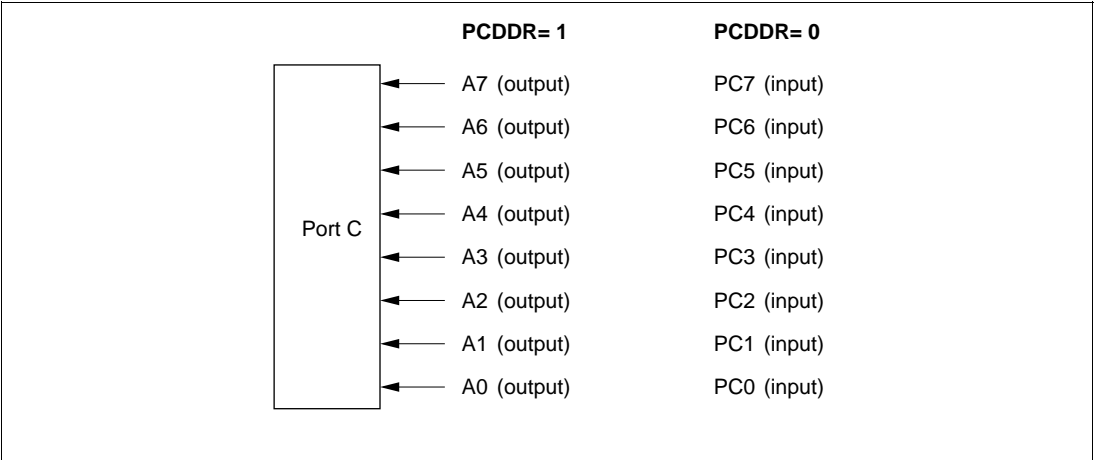 PCDDR= 1 PCDDR= 0
A7 (output) PC7 (input)
A6 (output) PC6 (input)
A5 (output) PC5 (input)
A4 (output) PC4 (input)
Port C
A3 (output) PC3 (input)
A2 (output) PC2 (input)
A1 (output) PC1 (input)
A0 (output) PC0 (input)